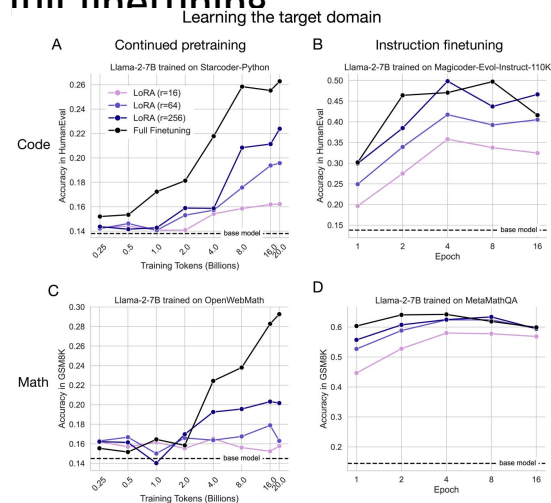 Learning the target domain
A Continued pretraining B Instruction finetuning
Llama-2-7B trained on Starcoder-Python
LoRA (r=16)
LoRA (r=64)
LoRA (r=256)
Full Finetuning
Accuracy in HumanEval
0.26
0.24
0.22
0.20
0.18
0.16
0.14
base model
0.25 0.5 1.0 2.0 4.0 8.0 16.0 20.0
Training Tokens (Billions)
Llama-2-7B trained on Magicoder-Evol-Instruct-110K
Accuracy in HumanEval
0.50
0.45
0.40
0.35
0.30
0.25
0.20
0.15
base model
1 2 4 8 16
Epoch
Code
C
Llama-2-7B trained on OpenWebMath
Accuracy in GSM8K
0.30
0.28
0.26
0.24
0.22
0.20
0.18
0.16
0.14
base model
0.25 0.5 1.0 2.0 4.0 8.0 16.0 20.0
Training Tokens (Billions)
D
Llama-2-7B trained on MetaMathQA
Accuracy in GSM8K
0.6
0.5
0.4
0.3
0.2
base model
1 2 4 8 16
Epoch
Math